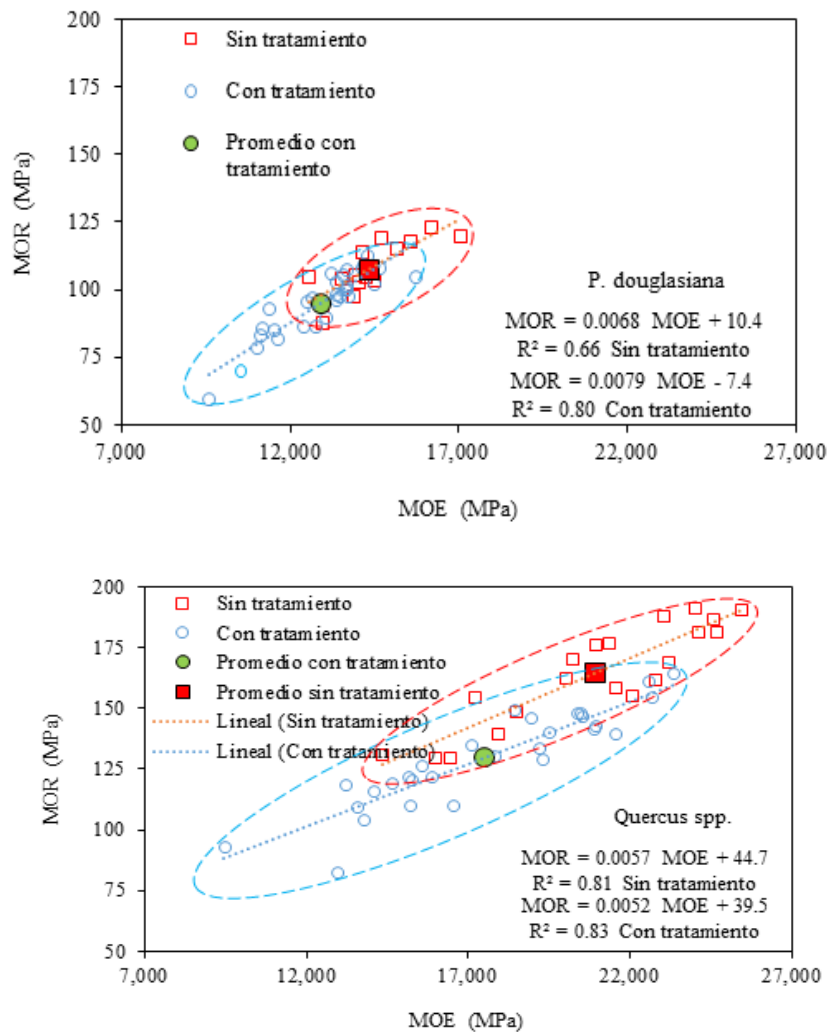 200
175
150
125
100
75
50
MOR (MPa)
Sin tratamiento
Con tratamiento
Promedio con
tratamiento
P. douglasiana
MOR = 0.0068 MOE + 10.4
R² = 0.66 Sin tratamiento
MOR = 0.0079 MOE - 7.4
R² = 0.80 Con tratamiento
7,000
12,000
17,000
22,000
27,000
MOE (MPa)
200
175
150
125
100
75
50
MOR (MPa)
Sin tratamiento
Con tratamiento
Promedio con tratamiento
Promedio sin tratamiento
Lineal (Sin tratamiento)
Lineal (Con tratamiento)
Quercus spp.
MOR = 0.0057 MOE + 44.7
R² = 0.81 Sin tratamiento
MOR = 0.0052 MOE + 39.5
R² = 0.83 Con tratamiento
7,000
12,000
17,000
22,000
27,000
MOE (MPa)